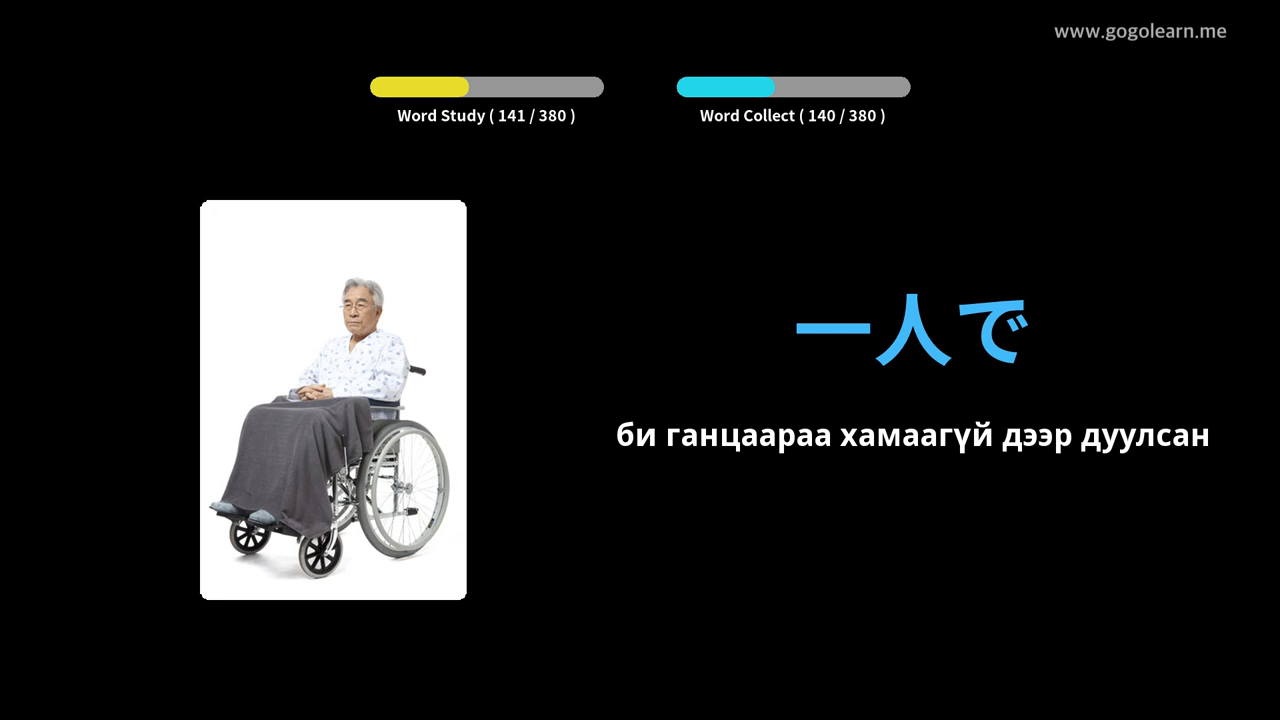 www.gogolearn.me
Word Study ( 141 / 380 )
Word Collect ( 140 / 380 )
一人で
би ганцаараа хамаагүй дээр дуулсан